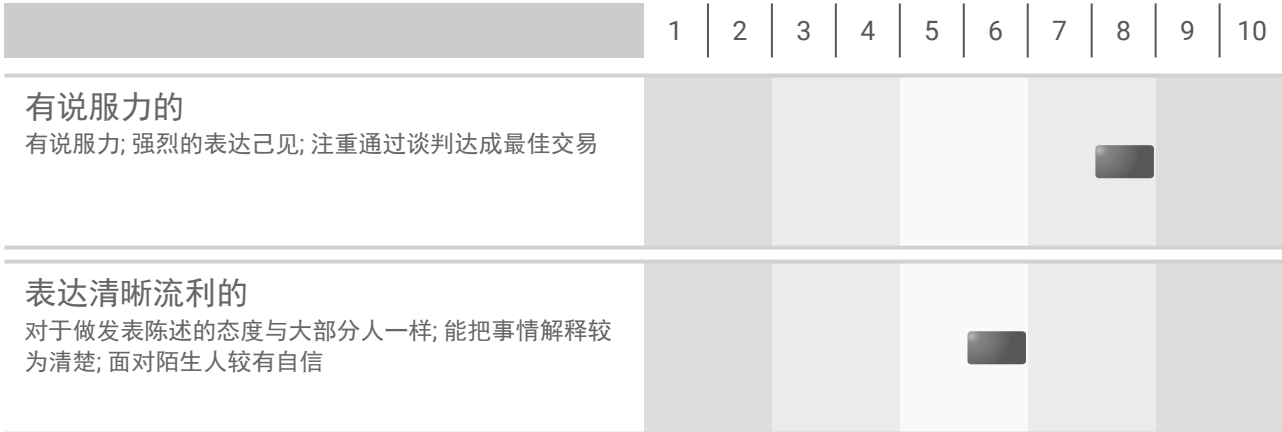 1 2 3 4 5 6 7 8 9 10
有说服力的
有说服力; 强烈的表达己见; 注重通过谈判达成最佳交易
表达清晰流利的
对于做发表陈述的态度与大部分人一样; 能把事情解释较
为清楚; 面对陌生人较有自信